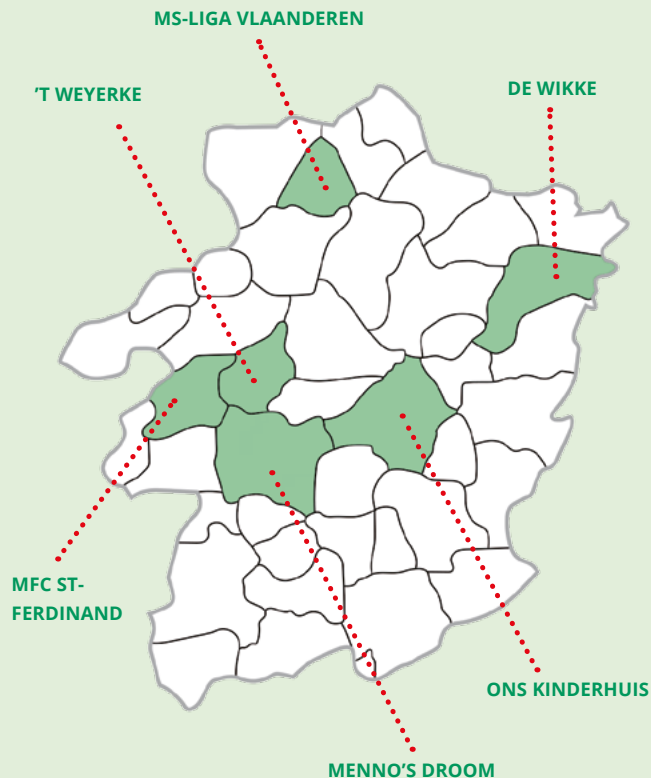 MS-LIGA VLAANDEREN
'T WEYERKE
DE WIKKE
MFC ST-
FERDINAND
ONS KINDERHUIS
MENNO'S DROOM